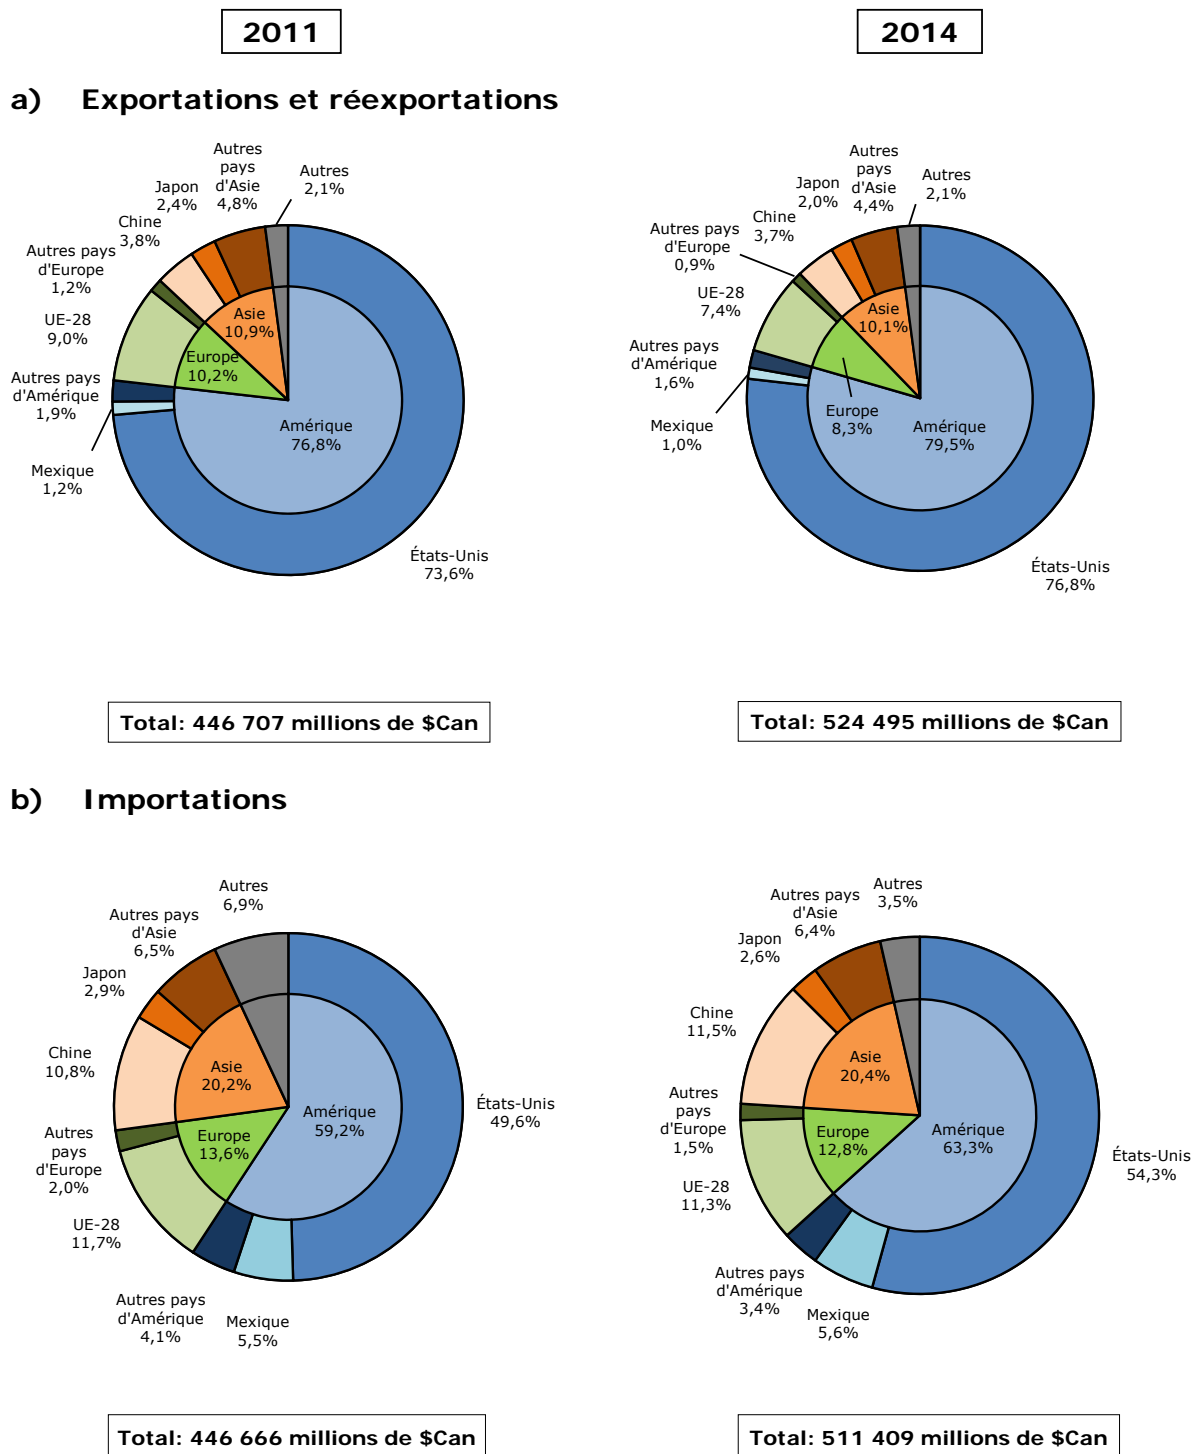 2011
2014
a) Exportations et réexportations
Autres
pays
d'Asie
4,8%
Autres
2,1%
Japon
2,4%
Chine
3,8%
Autres pays
d'Europe
1,2%
UE-28
9,0%
Autres pays
d'Amérique
1,9%
Mexique
1,2%
Asie
10,9%
Europe
10,2%
Amérique
76,8%
États-Unis
73,6%
Autres
pays
d'Asie
4,4%
Autres
2,1%
Japon
2,0%
Chine
3,7%
Autres pays
d'Europe
0,9%
UE-28
7,4%
Autres pays
d'Amérique
1,6%
Mexique
1,0%
Asie
10,1%
Europe
8,3%
Amérique
79,5%
États-Unis
76,8%
Total: 446 707 millions de $Can
Total: 524 495 millions de $Can
b) Importations
Autres
6,9%
Autres pays
d'Asie
6,5%
Japon
2,9%
Chine
10,8%
Autres
pays
d'Europe
2,0%
UE-28
11,7%
Autres pays
d'Amérique
4,1%
Mexique
5,5%
Asie
20,2%
Europe
13,6%
Amérique
59,2%
États-Unis
49,6%
Autres
3,5%
Autres pays
d'Asie
6,4%
Japon
2,6%
Chine
11,5%
Autres
pays
d'Europe
1,5%
UE-28
11,3%
Autres pays
d'Amérique
3,4%
Mexique
5,6%
Asie
20,4%
Europe
12,8%
Amérique
63,3%
États-Unis
54,3%
Total: 446 666 millions de $Can
Total: 511 409 millions de $Can